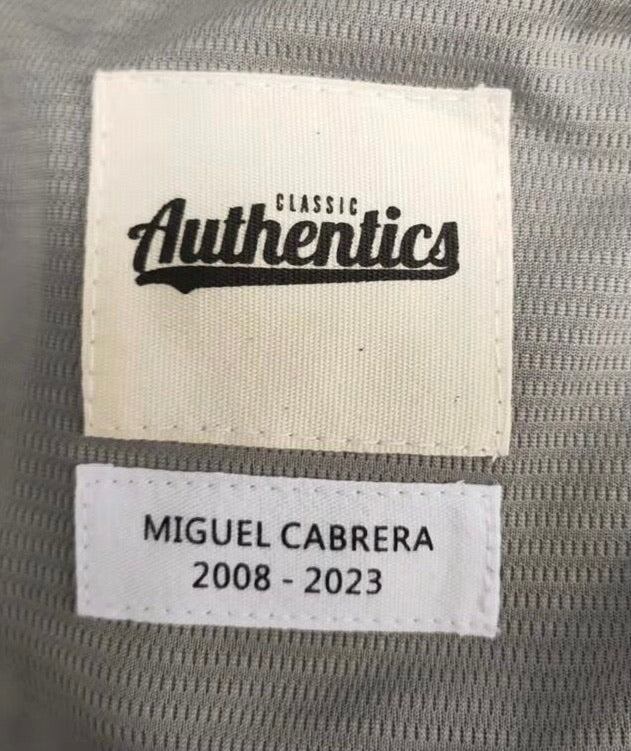 CLASSIC
Authentics
MIGUEL CABRERA
2008 - 2023